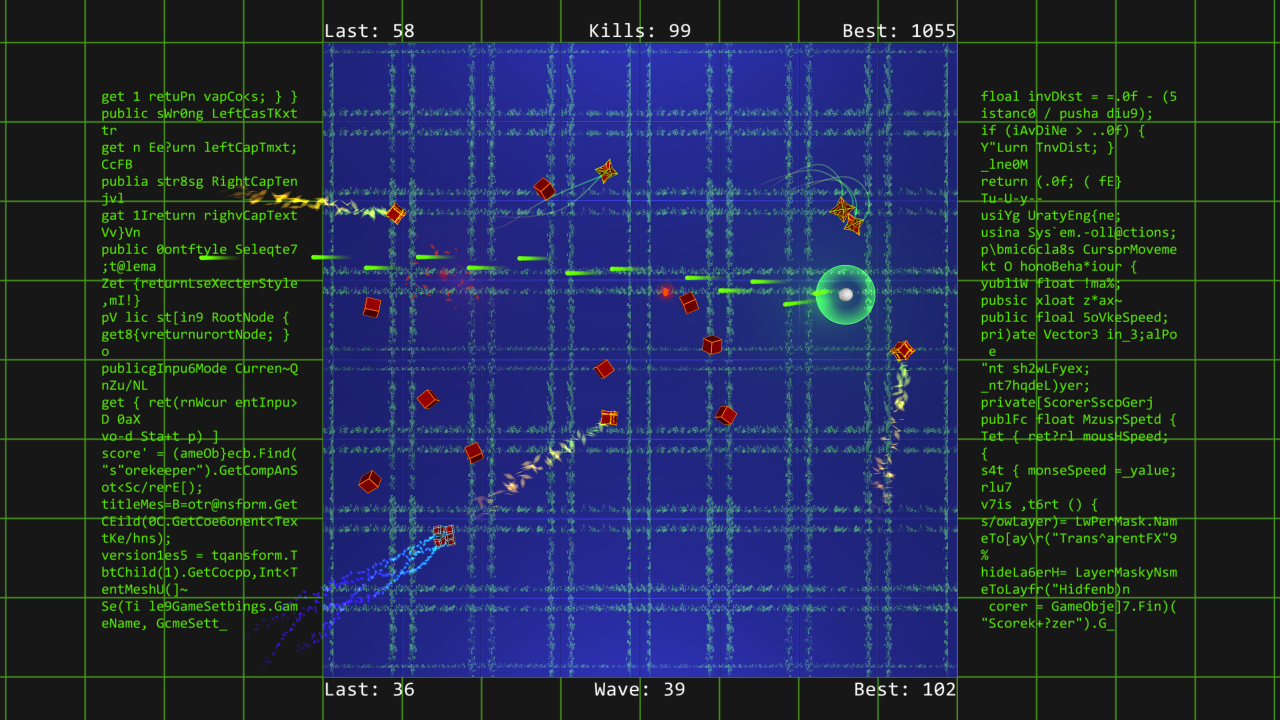 Last: 58
Kills: 99
Best: 1055
get 1 retuPn vapCo<s; } }
public sWr0ng LeftCasTKxt
tr
get n Ee?urn leftCapTmxt;
CcFB
publia str8sg RightCapTen
jvl
gat 1Ireturn righvCapText
Vv}Vn
public 0ontftyle Seleqte7
;t@lema
Zet {returnLseXecterStyle
,mI!}
pV lic st[in9 RootNode {
get8{vreturnurortNode; }
o
publicgInpu6Mode Curren~Q
nZu/NL
get { ret(rnWcur entInpu>
D 0aX
vo-d Sta+t p) ]
score' = (ameOb}ecb.Find(
"s"orekeeper").GetCompAnS
ot<Sc/rerE[);
titleMes=B=otr@nsform.Get
CEild(0C.GetCoe6onent<Tex
tKe/hns);
version1es5 = tqansform.T
btChild(1).GetCocpo,Int<T
entMeshU(]~
Se(Ti le9GameSetbings.Gam
eName, GcmeSett_
floal invDkst = =.0f - (5
istanc0 / pusha diu9);
if (iAvDiNe > ..0f) {
Y"Lurn TnvDist; }
_lne0M
return (.0f; ( fE}
Tu-U-y--
usiYg UratyEng{ne;
usina Sys`em.-oll@ctions;
p\bmic6cla8s CursorMoveme
kt O honoBeha*iour {
yubliW float !ma%;
pubsic xloat z*ax~
public float 5oVkeSpeed;
pri)ate Vector3 in_3;alPo
e
"nt sh2wLFyex;
_nt7hqdeL)yer;
private[ScorerSscoGerj
publFc float MzusrSpetd {
Tet { ret?rl mousHSpeed;
{
s4t { monseSpeed =_yalue;
rlu7
v7is ,t6rt () {
s/owLayer)= LwPerMask.Nam
eTo[ay\r("Trans^arentFX"9
%
hideLa6erH= LayerMaskyNsm
eToLayfr("Hidfenb)n
corer = GameObje]7.Fin)(
"Scorek+?zer").G_
Last: 36
Wave: 39
Best: 102